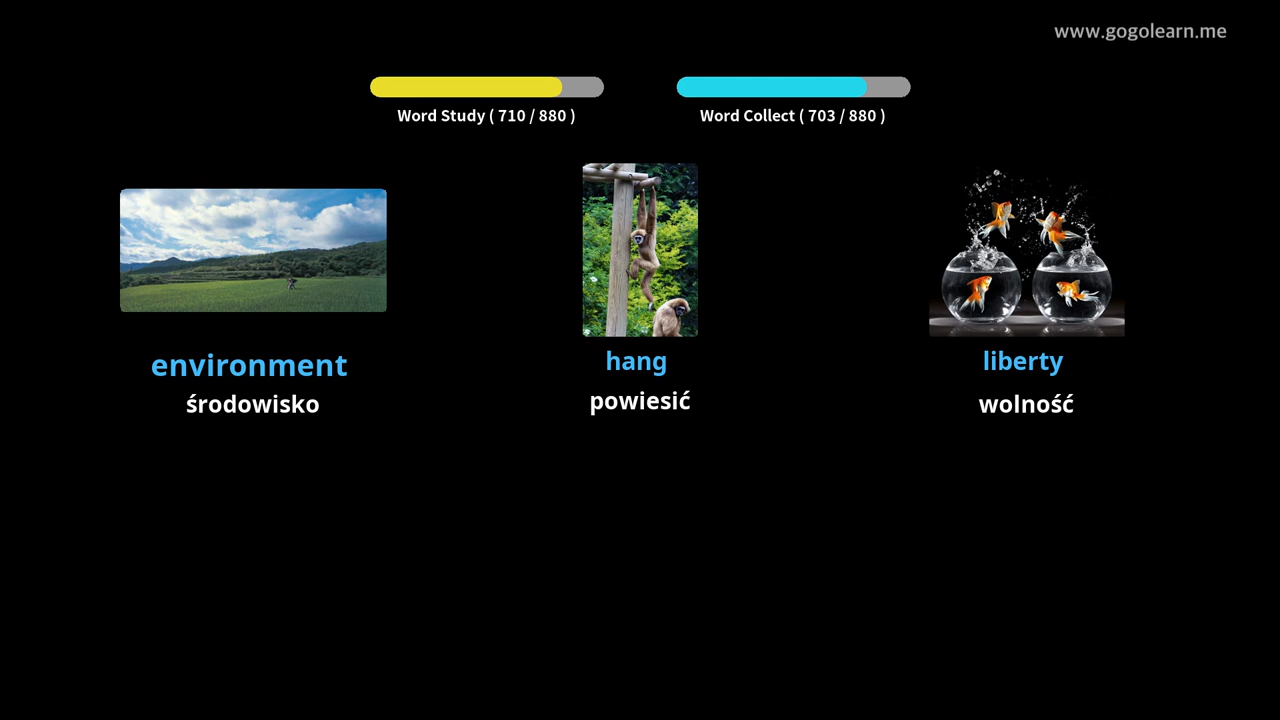 www.gogolearn.me
Word Study ( 710 / 880 )
Word Collect ( 703 / 880 )
environment
środowisko
hang
powiesić
liberty
wolność